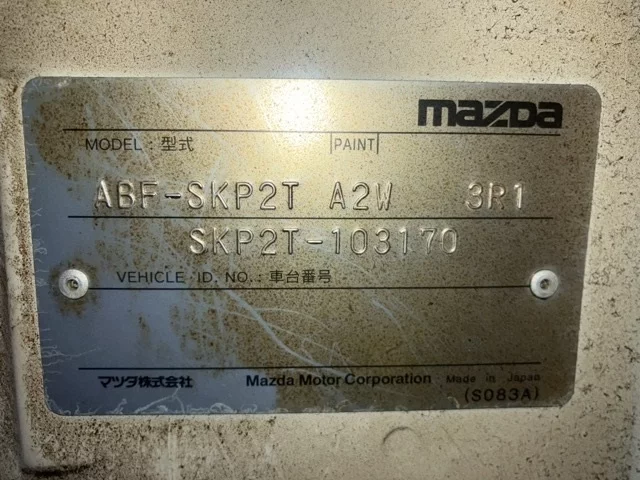 mazda
MODEL : 型式 PAINT
ABF-SKP2T A2W 3R1
SKP2T-103170
VEHICLE ID. NO. : 車台番号
マツダ株式会社 Mazda Motor Corporation Made in Japan
(S083A)